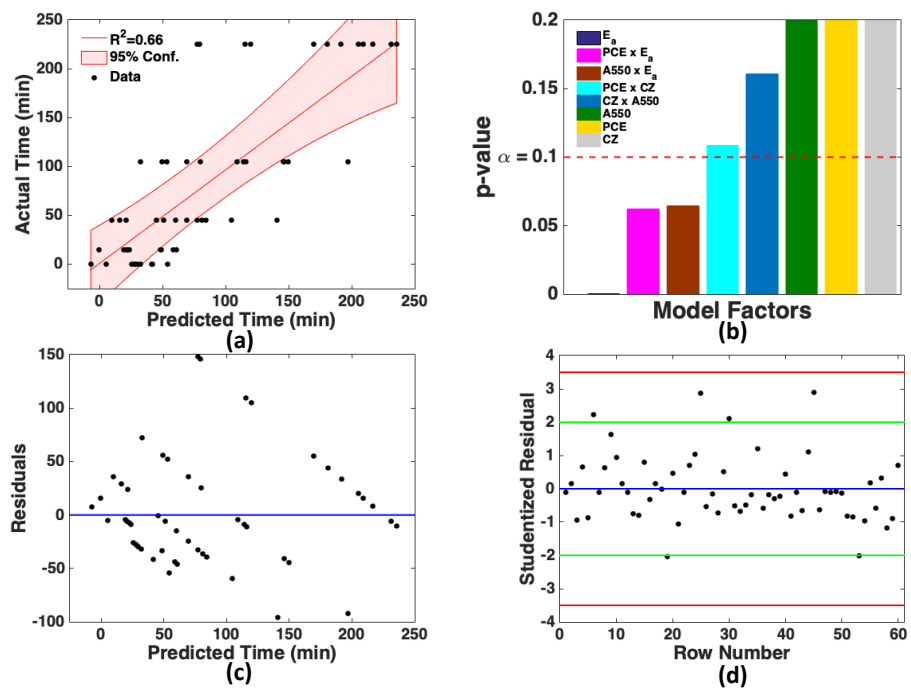 250
200
150
100
50
0
Actual Time (min)
R²=0.66
95% Conf.
Data
0 50 100 150 200 250
Predicted Time (min)
(a)
0.2
0.15
α = 0.1
0.05
0
p-value
Eₐ
PCE x Eₐ
A550 x Eₐ
PCE x CZ
CZ x A550
A550
PCE
CZ
Model Factors
(b)
150
100
50
0
-50
-100
Residuals
0 50 100 150 200 250
Predicted Time (min)
(c)
4
3
2
1
0
-1
-2
-3
-4
Studentized Residual
0 10 20 30 40 50 60
Row Number
(d)